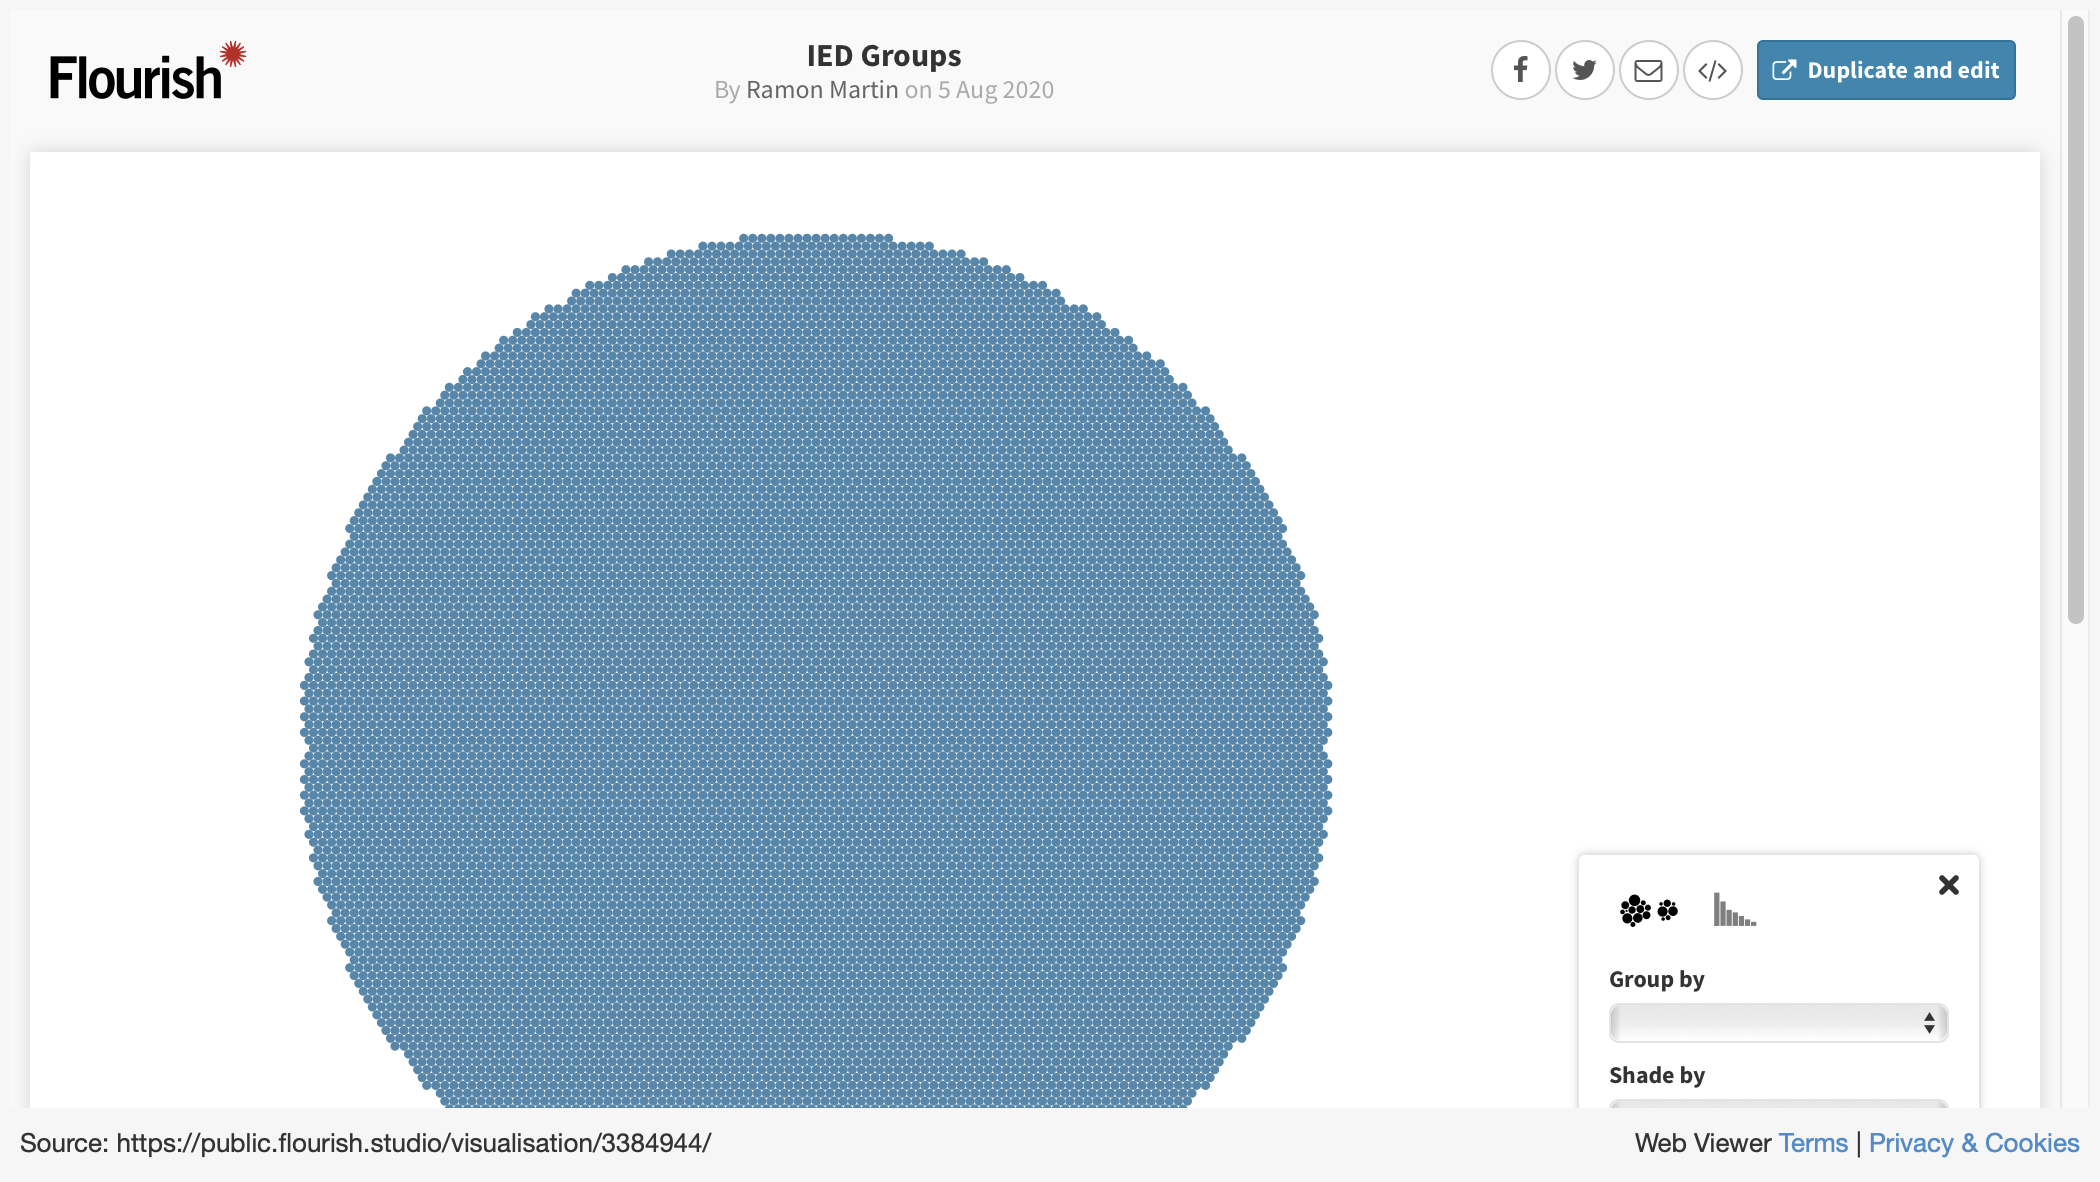 Flourish
IED Groups
By Ramon Martin on 5 Aug 2020
Duplicate and edit
Group by
Shade by
Source: https://public.flourish.studio/visualisation/3384944/
Web Viewer Terms | Privacy & Cookies